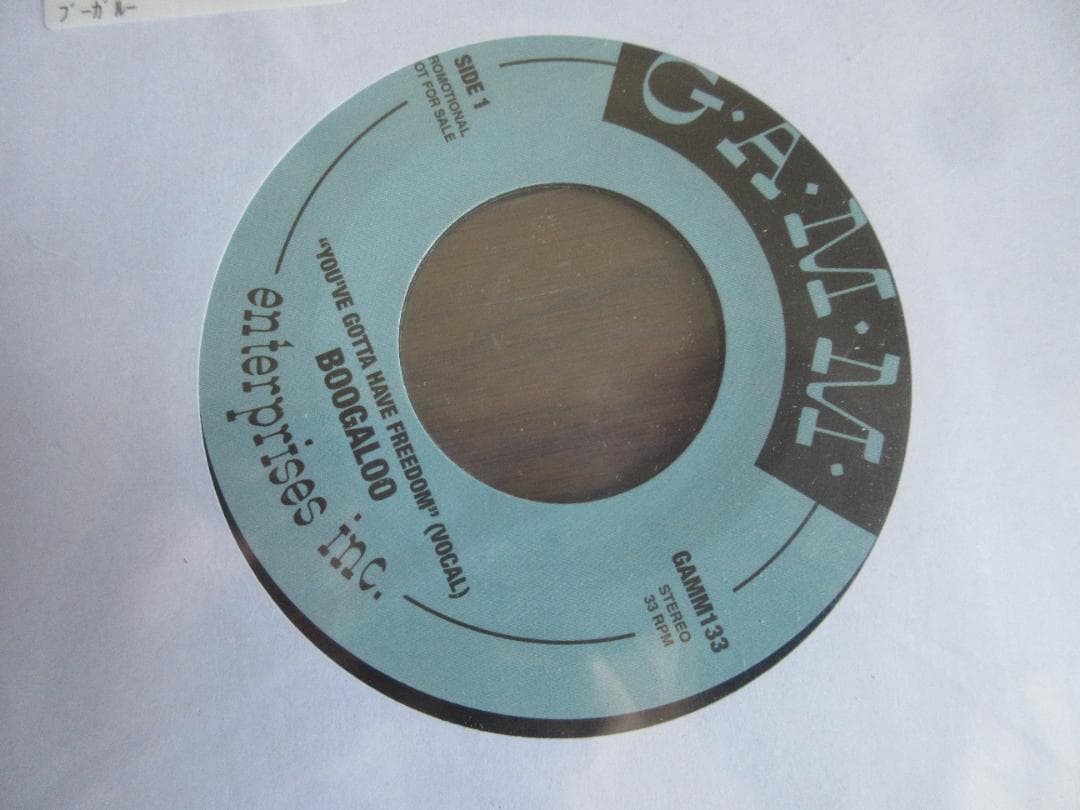 ﾌﾞｰｶﾞﾙｰ
G·A·M·M·
SIDE 1
ROMOTIONAL
OT FOR SALE
"YOU'VE GOTTA HAVE FREEDOM" (VOCAL)
BOOGALOO
enterprises inc.
GAMM133
STEREO
33 RPM